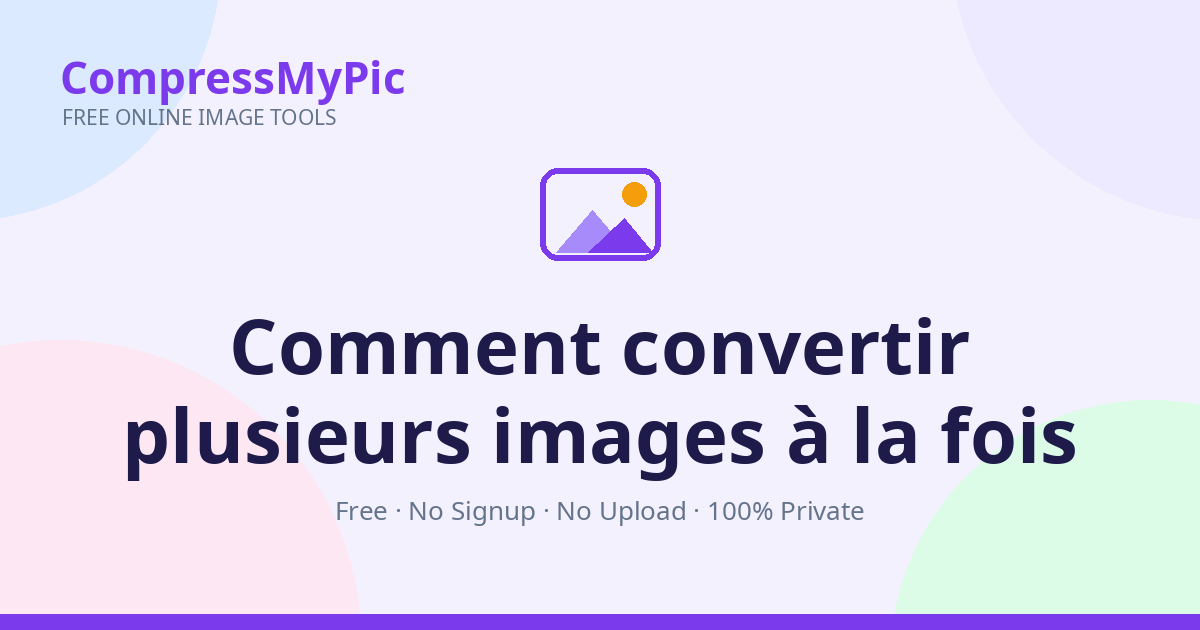 CompressMyPic
FREE ONLINE IMAGE TOOLS
Comment convertir
plusieurs images à la fois
Free · No Signup · No Upload · 100% Private